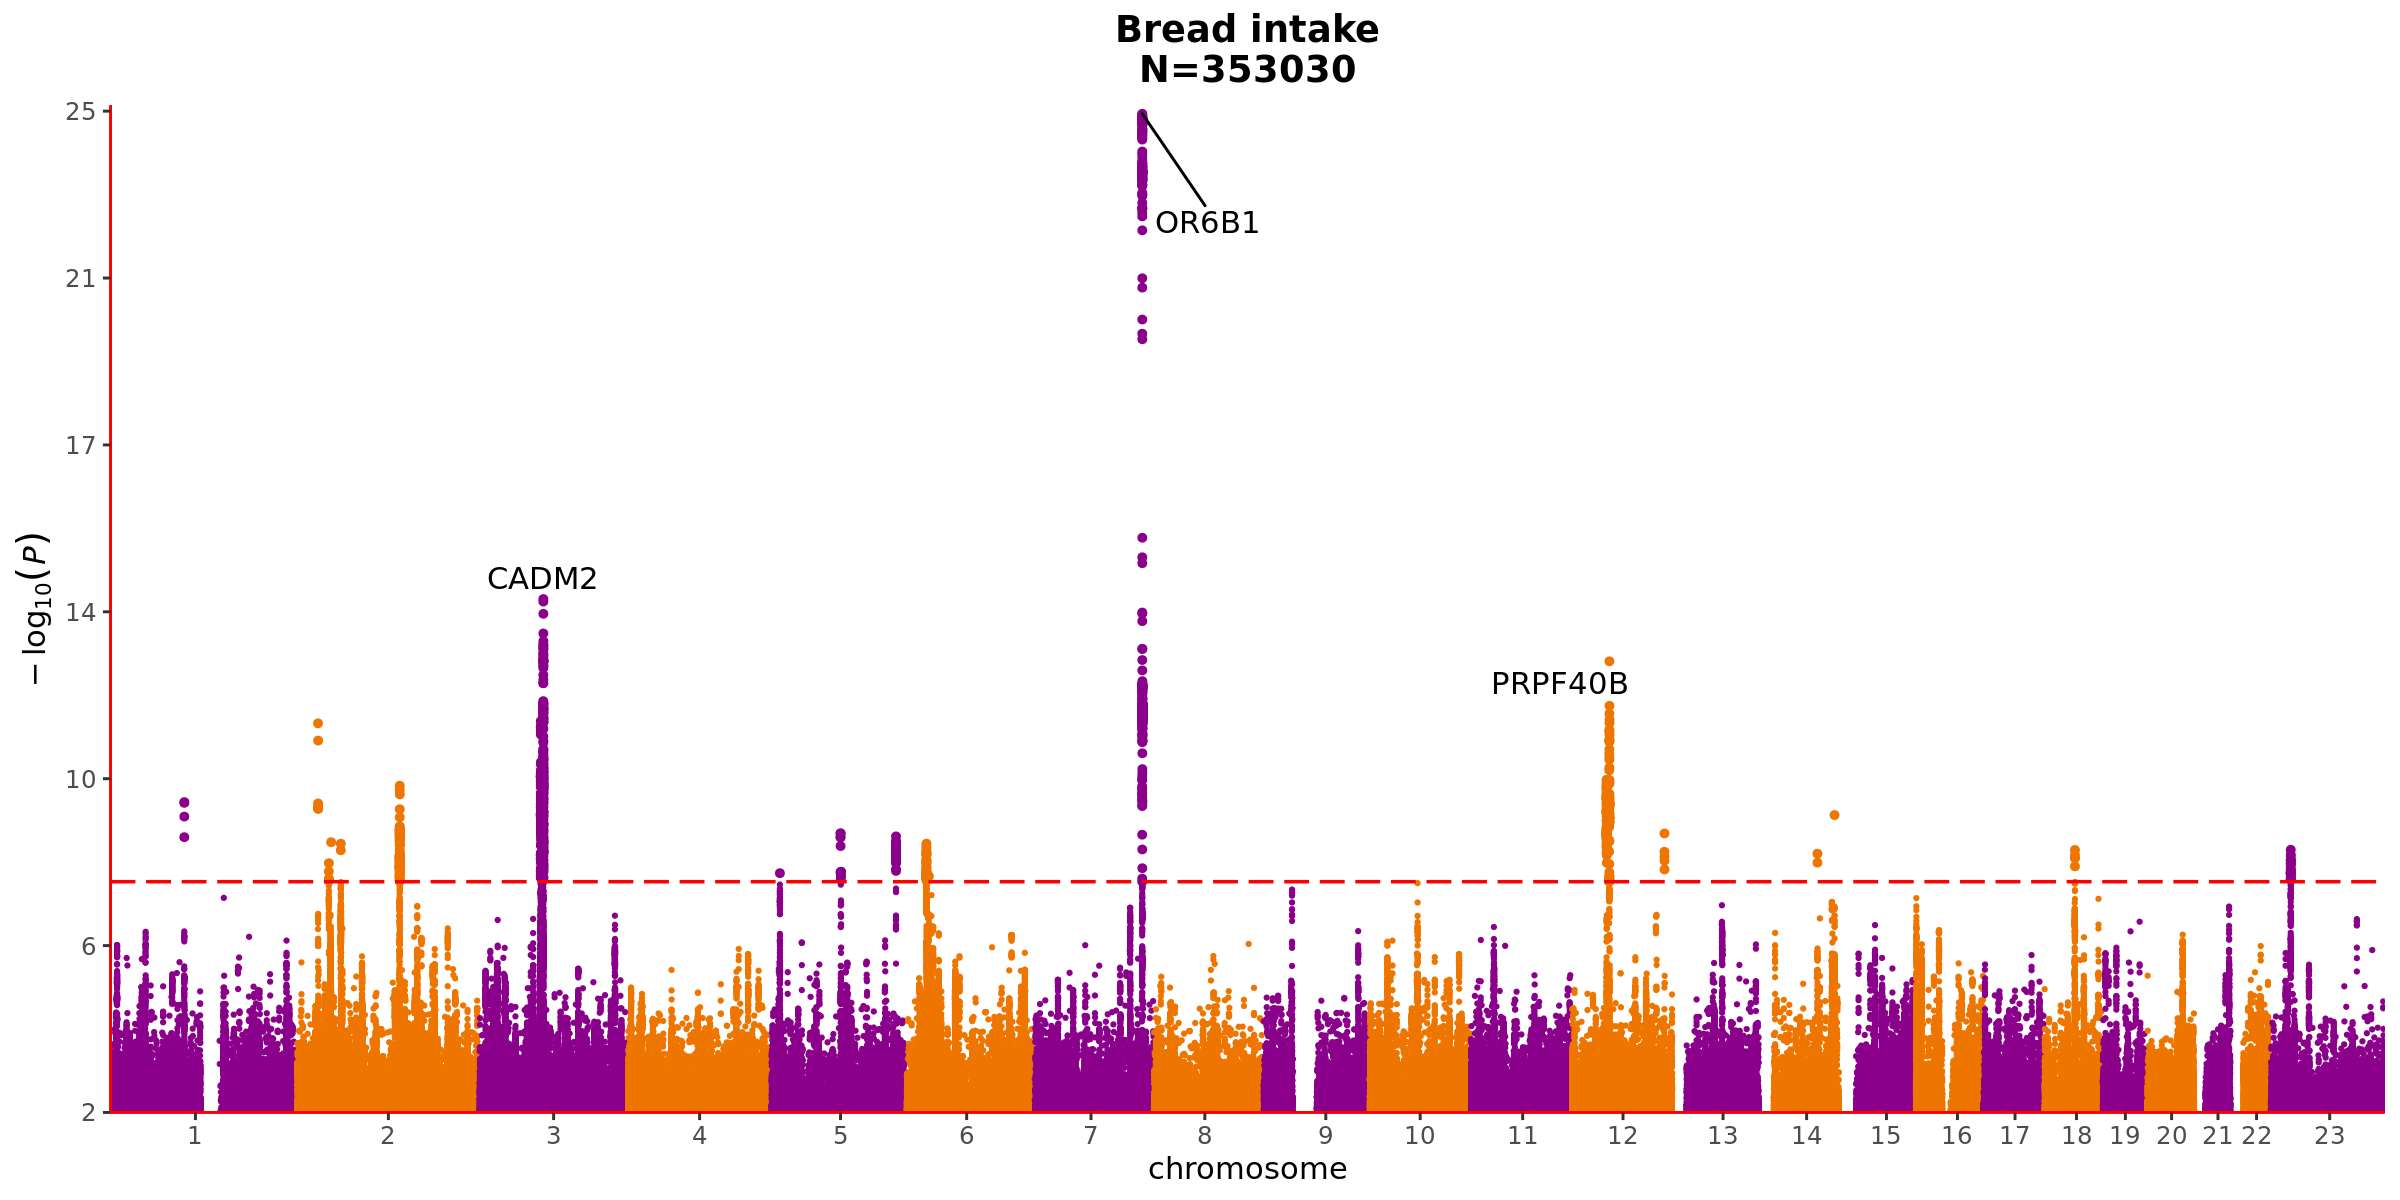 Bread intake
N=353030
25
OR6B1
21
17
CADM2
14
PRPF40B
10
6
2
− log10(P)
1 2 3 4 5 6 7 8 9 10 11 12 13 14 15 16 17 18 19 20 21 22 23
chromosome